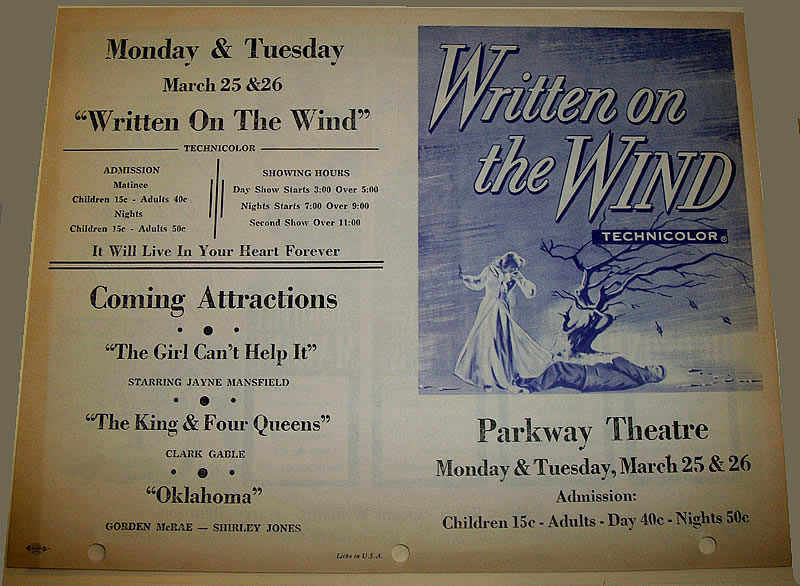 Monday & Tuesday
March 25 &26
“Written On The Wind”
TECHNICOLOR
ADMISSION
Matinee
Children 15c - Adults 40c
Nights
Children 15c - Adults 50c
SHOWING HOURS
Day Show Starts 3:00 Over 5:00
Nights Starts 7:00 Over 9:00
Second Show Over 11:00
It Will Live In Your Heart Forever
Coming Attractions
“The Girl Can't Help It”
STARRING JAYNE MANSFIELD
“The King & Four Queens”
CLARK GABLE
“Oklahoma”
GORDEN McRAE — SHIRLEY JONES
Litho in U.S.A.
Written on
the WIND
TECHNICOLOR®
Parkway Theatre
Monday & Tuesday, March 25 & 26
Admission:
Children 15c - Adults - Day 40c - Nights 50c